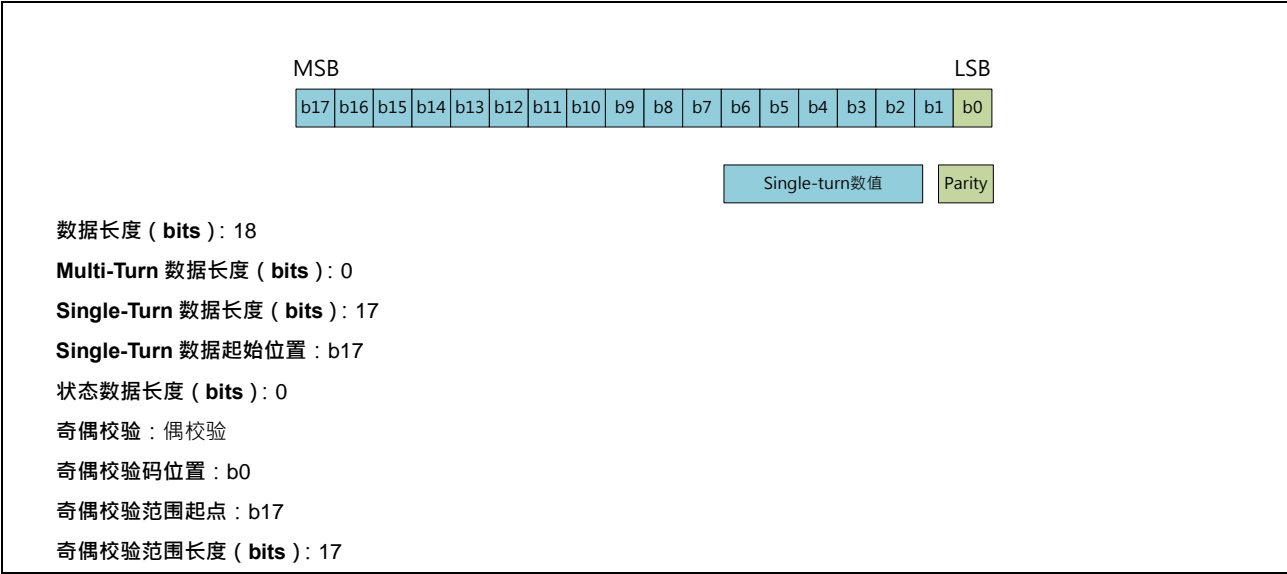 MSB LSB
b17 b16 b15 b14 b13 b12 b11 b10 b9 b8 b7 b6 b5 b4 b3 b2 b1 b0
Single-turn数值 Parity
数据长度（bits）：18
Multi-Turn 数据长度（bits）：0
Single-Turn 数据长度（bits）：17
Single-Turn 数据起始位置：b17
状态数据长度（bits）：0
奇偶校验：偶校验
奇偶校验码位置：b0
奇偶校验范围起点：b17
奇偶校验范围长度（bits）：17